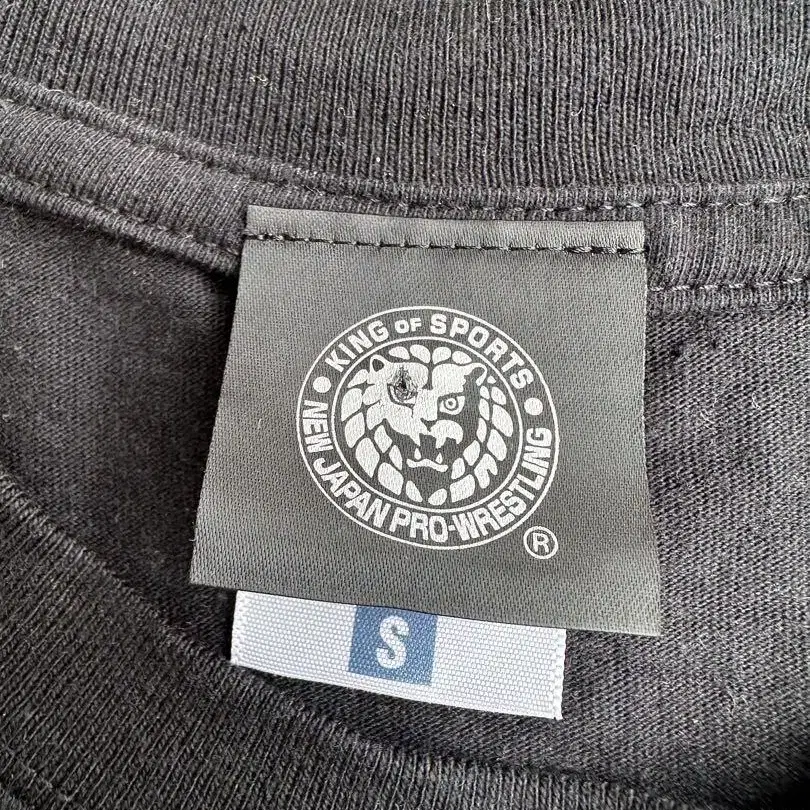 KING OF SPORTS
NEW JAPAN PRO-WRESTLING
®
S